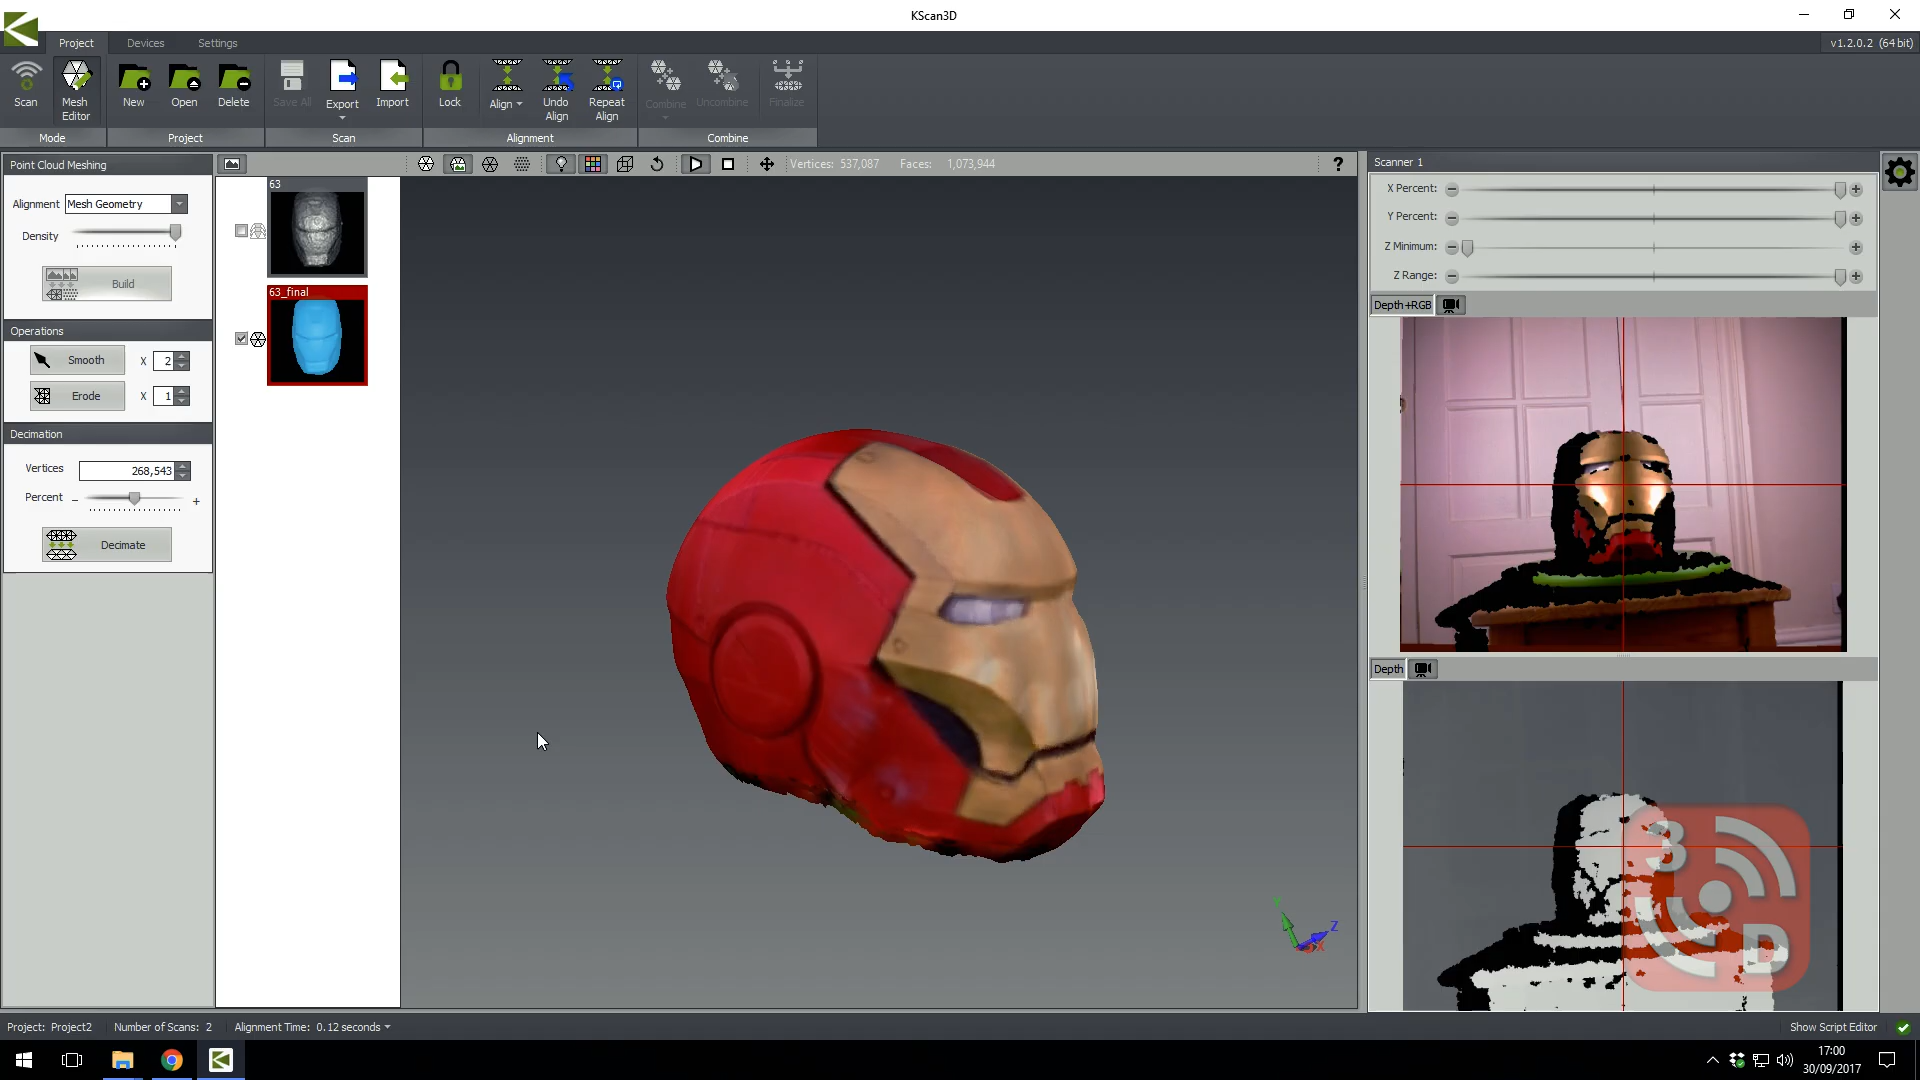 KScan3D
Project Devices Settings
v1.2.0.2 (64 bit)
Scan
Mesh Editor
New
Open
Delete
Save All
Export
Import
Lock
Align
Undo Align
Repeat Align
Combine
Uncombine
Finalize
Mode
Project
Scan
Alignment
Combine
Point Cloud Meshing
Alignment Mesh Geometry
Density
Build
Operations
Smooth X 2
Erode X 1
Decimation
Vertices 268,543
Percent - +
Decimate
63
63_final
Vertices: 537,087 Faces: 1,073,944
?
Y
Z
X
Scanner 1
X Percent:
Y Percent:
Z Minimum:
Z Range:
Depth+RGB
Depth
3
D
Project: Project2 Number of Scans: 2 Alignment Time: 0.12 seconds
Show Script Editor
17:00
30/09/2017